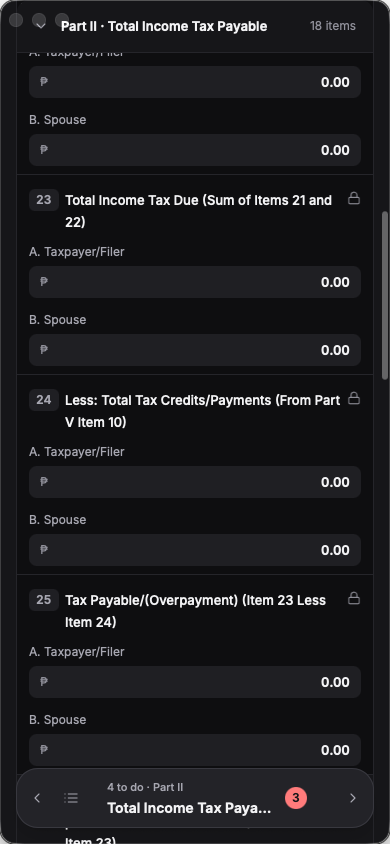 Part II · Total Income Tax Payable
18 items
A. Taxpayer/Filer
₱ 0.00
B. Spouse
₱ 0.00
23 Total Income Tax Due (Sum of Items 21 and
22)
A. Taxpayer/Filer
₱ 0.00
B. Spouse
₱ 0.00
24 Less: Total Tax Credits/Payments (From Part
V Item 10)
A. Taxpayer/Filer
₱ 0.00
B. Spouse
₱ 0.00
25 Tax Payable/(Overpayment) (Item 23 Less
Item 24)
A. Taxpayer/Filer
₱ 0.00
B. Spouse
₱ 0.00
4 to do · Part II
Total Income Tax Paya...
3
Item 23)